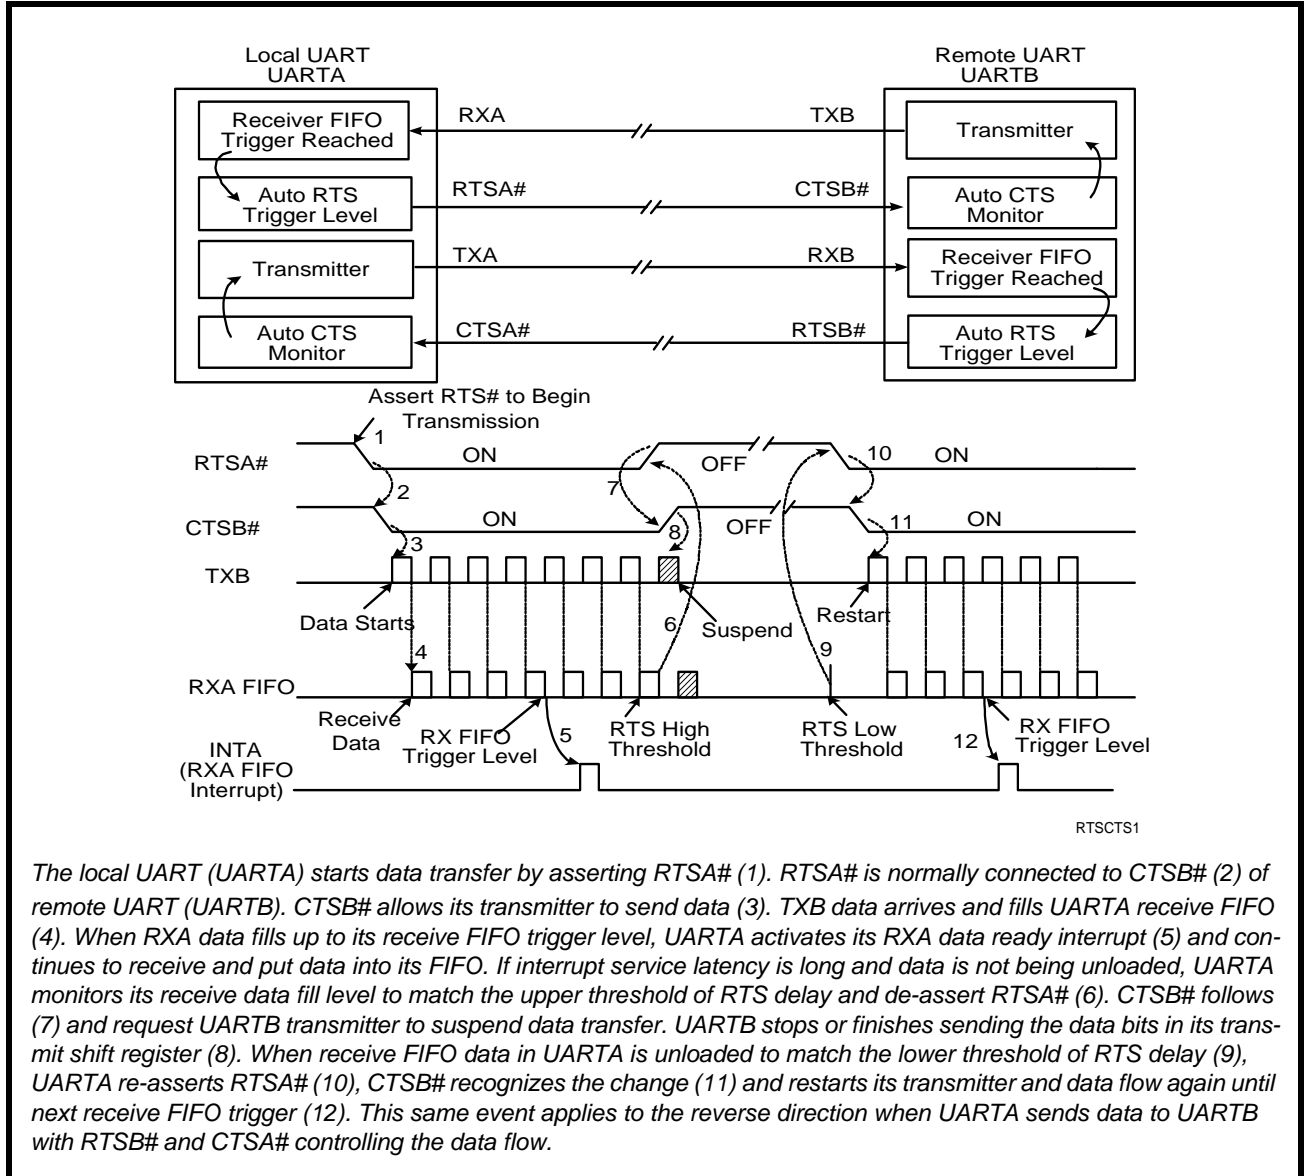 Local UART
UARTA
Remote UART
UARTB
Receiver FIFO
Trigger Reached
RXA
TXB
Transmitter
Auto RTS
Trigger Level
RTSA#
CTSB#
Auto CTS
Monitor
Transmitter
TXA
RXB
Receiver FIFO
Trigger Reached
Auto CTS
Monitor
CTSA#
RTSB#
Auto RTS
Trigger Level
Assert RTS# to Begin
Transmission
1
RTSA#
ON
OFF
10
ON
2
7
CTSB#
ON
8
OFF
11
ON
3
TXB
Data Starts
6
Suspend
Restart
4
9
RXA FIFO
Receive
Data
RX FIFO
Trigger Level
5
RTS High
Threshold
RTS Low
Threshold
12
RX FIFO
Trigger Level
INTA
(RXA FIFO
Interrupt)
RTSCTS1
The local UART (UARTA) starts data transfer by asserting RTSA# (1). RTSA# is normally connected to CTSB# (2) of
remote UART (UARTB). CTSB# allows its transmitter to send data (3). TXB data arrives and fills UARTA receive FIFO
(4). When RXA data fills up to its receive FIFO trigger level, UARTA activates its RXA data ready interrupt (5) and con-
tinues to receive and put data into its FIFO. If interrupt service latency is long and data is not being unloaded, UARTA
monitors its receive data fill level to match the upper threshold of RTS delay and de-assert RTSA# (6). CTSB# follows
(7) and request UARTB transmitter to suspend data transfer. UARTB stops or finishes sending the data bits in its trans-
mit shift register (8). When receive FIFO data in UARTA is unloaded to match the lower threshold of RTS delay (9),
UARTA re-asserts RTSA# (10), CTSB# recognizes the change (11) and restarts its transmitter and data flow again until
next receive FIFO trigger (12). This same event applies to the reverse direction when UARTA sends data to UARTB
with RTSB# and CTSA# controlling the data flow.